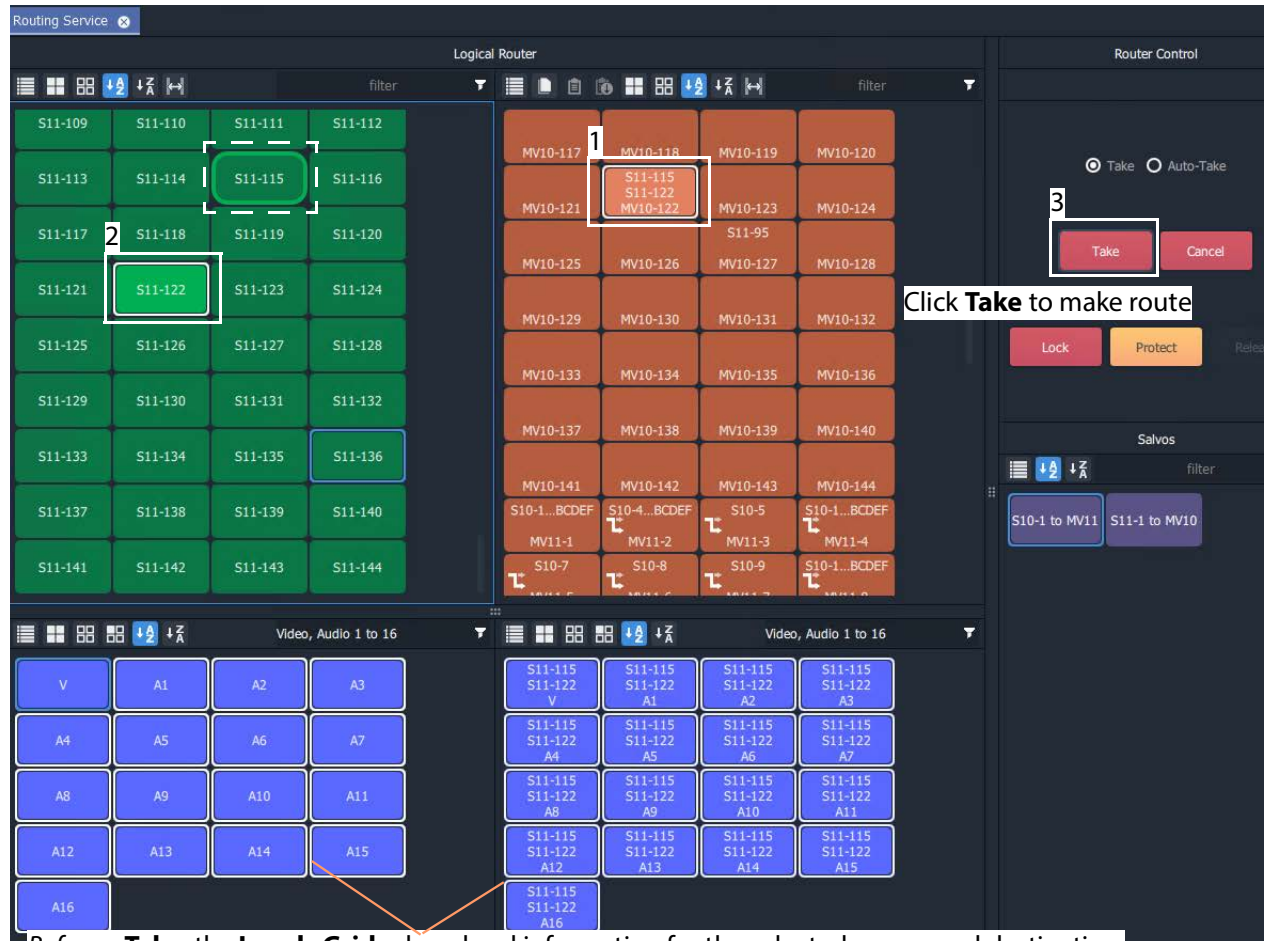 Routing Service
Logical Router
Router Control
filter
filter
S11-109 S11-110 S11-111 S11-112
S11-113 S11-114 S11-115 S11-116
S11-117 2 S11-118 S11-119 S11-120
S11-121 S11-122 S11-123 S11-124
S11-125 S11-126 S11-127 S11-128
S11-129 S11-130 S11-131 S11-132
S11-133 S11-134 S11-135 S11-136
S11-137 S11-138 S11-139 S11-140
S11-141 S11-142 S11-143 S11-144
1
MV10-117 MV10-118 MV10-119 MV10-120
S11-115
S11-122
MV10-121 MV10-122 MV10-123 MV10-124
S11-95
MV10-125 MV10-126 MV10-127 MV10-128
MV10-129 MV10-130 MV10-131 MV10-132
MV10-133 MV10-134 MV10-135 MV10-136
MV10-137 MV10-138 MV10-139 MV10-140
MV10-141 MV10-142 MV10-143 MV10-144
S10-1...BCDEF S10-4...BCDEF S10-5 S10-1...BCDEF
MV11-1 MV11-2 MV11-3 MV11-4
S10-7 S10-8 S10-9 S10-1...BCDEF
Take Auto-Take
3
Take Cancel
Click Take to make route
Lock Protect
Salvos
filter
S10-1 to MV11 S11-1 to MV10
Video, Audio 1 to 16
V A1 A2 A3
A4 A5 A6 A7
A8 A9 A10 A11
A12 A13 A14 A15
A16
Video, Audio 1 to 16
S11-115 S11-115 S11-115 S11-115
S11-122 S11-122 S11-122 S11-122
V A1 A2 A3
S11-115 S11-115 S11-115 S11-115
S11-122 S11-122 S11-122 S11-122
A4 A5 A6 A7
S11-115 S11-115 S11-115 S11-115
S11-122 S11-122 S11-122 S11-122
A8 A9 A10 A11
S11-115 S11-115 S11-115 S11-115
S11-122 S11-122 S11-122 S11-122
A12 A13 A14 A15
S11-115
S11-122
A16